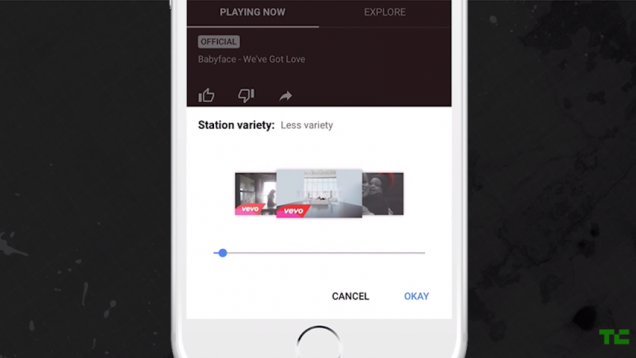 PLAYING NOW
EXPLORE
OFFICIAL
Babyface - We've Got Love
Station variety: Less variety
vevo
vevo
CANCEL
OKAY
TC